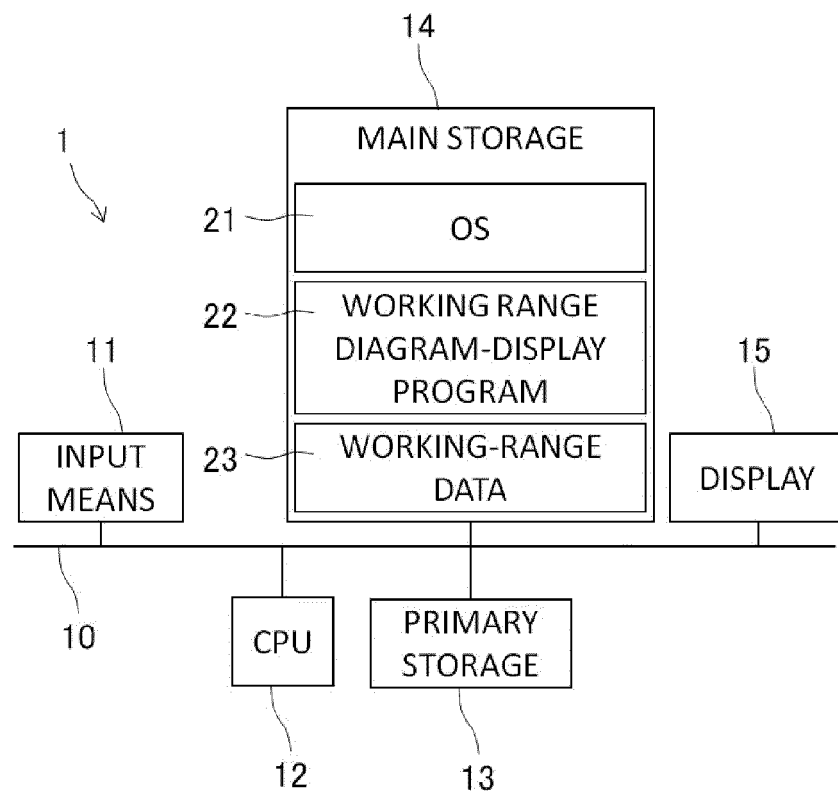 14
MAIN STORAGE
1
21
OS
22
WORKING RANGE
DIAGRAM-DISPLAY
PROGRAM
11
15
INPUT
MEANS
23
WORKING-RANGE
DATA
DISPLAY
10
CPU
PRIMARY
STORAGE
12
13